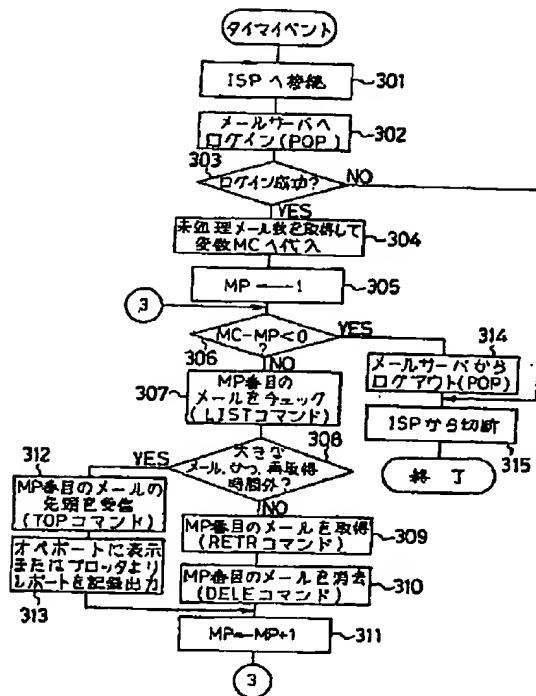 タイマイベント
ISPへ接続
301
メールサーバへ
ログイン(POP)
302
303
ログイン成功?
NO
YES
未処理メール数を取得して
変数MCへ代入
304
MP ← 1
305
3
MC-MP<0
?
306
YES
NO
314
メールサーバから
ログアウト(POP)
307
MP番目の
メールをチェック
(LISTコマンド)
ISPから切断
315
終了
308
大きな
メール、かつ、再取得
時間外?
YES
NO
312
MP番目のメールの
先頭を受信
(TOPコマンド)
MP番目のメールを取得
(RETRコマンド)
309
オペポートに表示
またはプロッタより
レポートを記録出力
313
MP番目のメールを消去
(DELEコマンド)
310
MP←MP+1
311
3